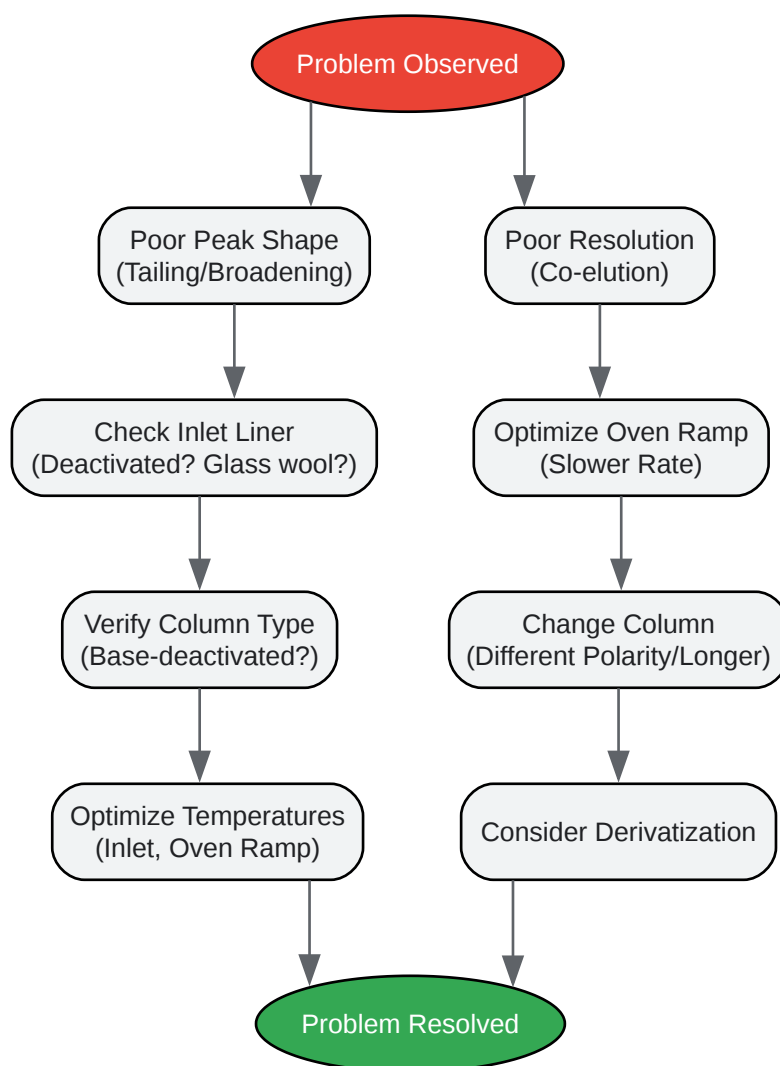 Problem Observed
Poor Peak Shape
(Tailing/Broadening)
Poor Resolution
(Co-elution)
Check Inlet Liner
(Deactivated? Glass wool?)
Optimize Oven Ramp
(Slower Rate)
Verify Column Type
(Base-deactivated?)
Change Column
(Different Polarity/Longer)
Optimize Temperatures
(Inlet, Oven Ramp)
Consider Derivatization
Problem Resolved